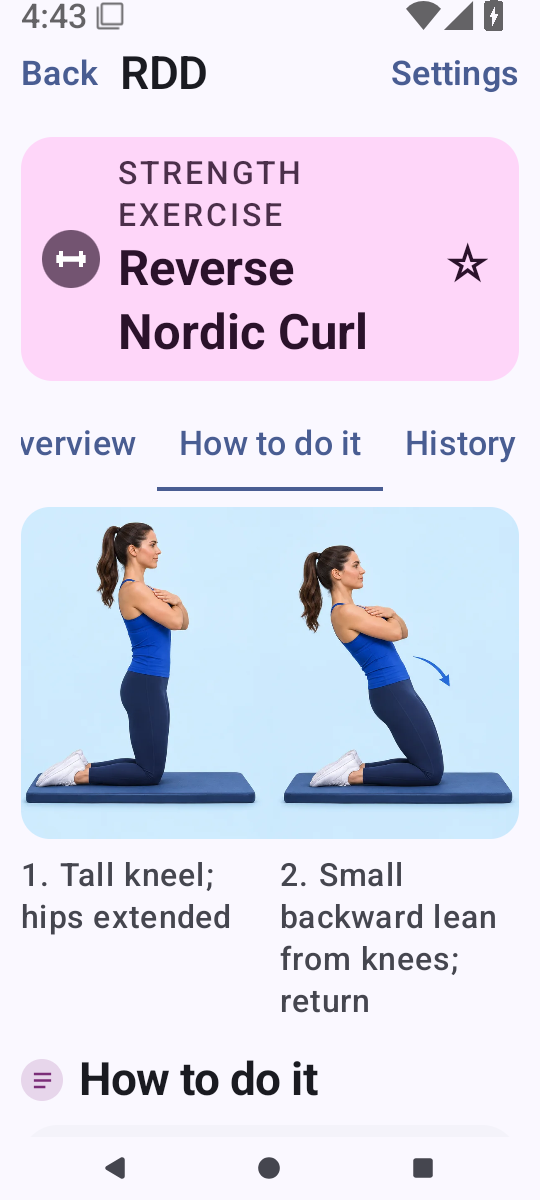 4:43
Back RDD Settings
STRENGTH
EXERCISE
Reverse
Nordic Curl
verview How to do it History
1. Tall kneel;
hips extended
2. Small
backward lean
from knees;
return
How to do it